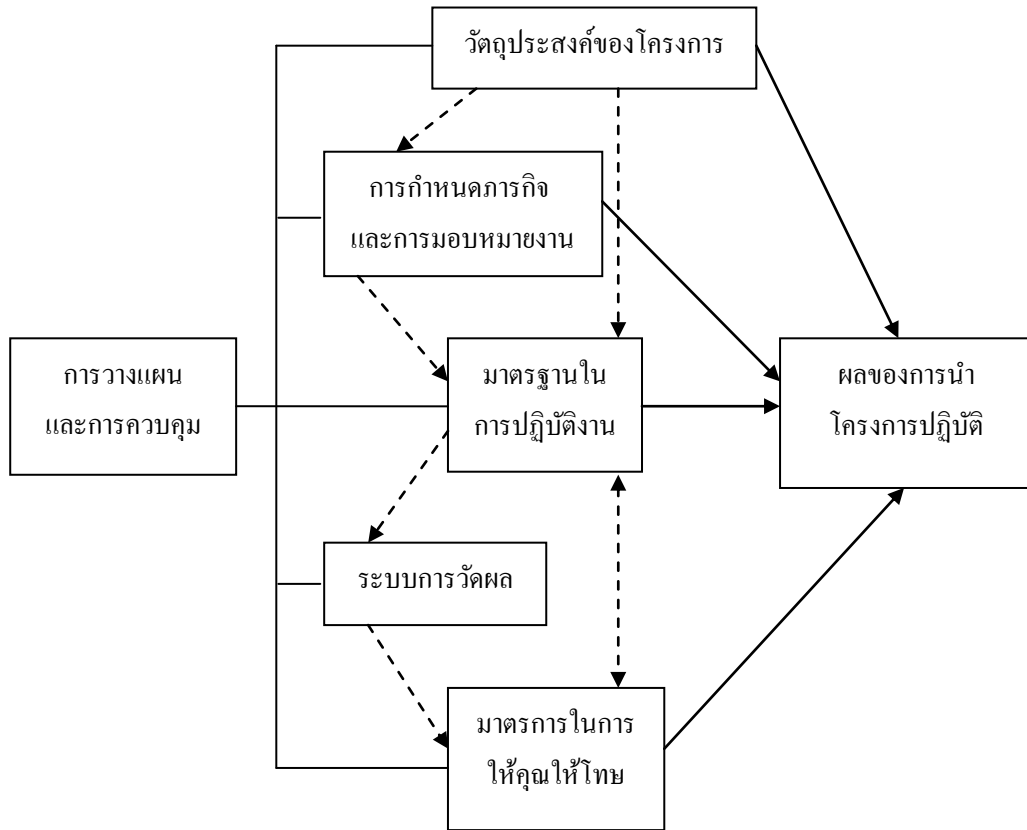 วัตถุประสงค์ของโครงการ
การกำหนดภารกิจ
และการมอบหมายงาน
การวางแผน
และการควบคุม
มาตรฐานใน
การปฏิบัติงาน
ผลของการนำ
โครงการปฏิบัติ
ระบบการวัดผล
มาตรการในการ
ให้คุณให้โทษ